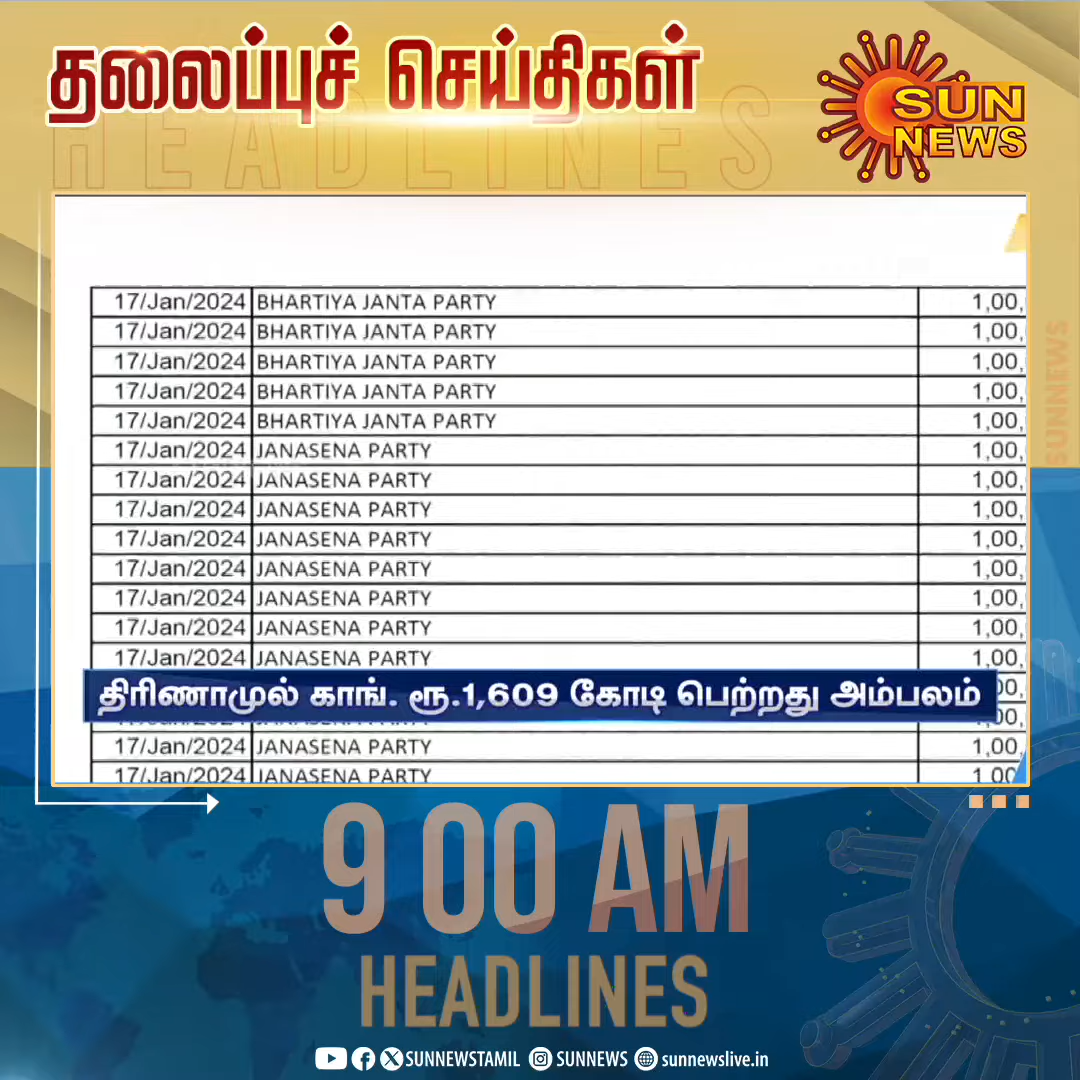 தலைப்புச் செய்திகள்
HEADLINES
SUN
NEWS
SUNNEWS
17/Jan/2024 BHARTIYA JANTA PARTY 1,00,
17/Jan/2024 BHARTIYA JANTA PARTY 1,00,
17/Jan/2024 BHARTIYA JANTA PARTY 1,00,
17/Jan/2024 BHARTIYA JANTA PARTY 1,00,
17/Jan/2024 BHARTIYA JANTA PARTY 1,00,
17/Jan/2024 JANASENA PARTY 1,00,
17/Jan/2024 JANASENA PARTY 1,00,
17/Jan/2024 JANASENA PARTY 1,00,
17/Jan/2024 JANASENA PARTY 1,00,
17/Jan/2024 JANASENA PARTY 1,00,
17/Jan/2024 JANASENA PARTY 1,00,
17/Jan/2024 JANASENA PARTY 1,00,
17/Jan/2024 JANASENA PARTY 1,00,
திரிணாமுல் காங். ரூ.1,609 கோடி பெற்றது அம்பலம்
17/Jan/2024 JANASENA PARTY 1,00,
17/Jan/2024 JANASENA PARTY 1,00
9 00 AM
HEADLINES
SUNNEWSTAMIL SUNNEWS sunnewslive.in